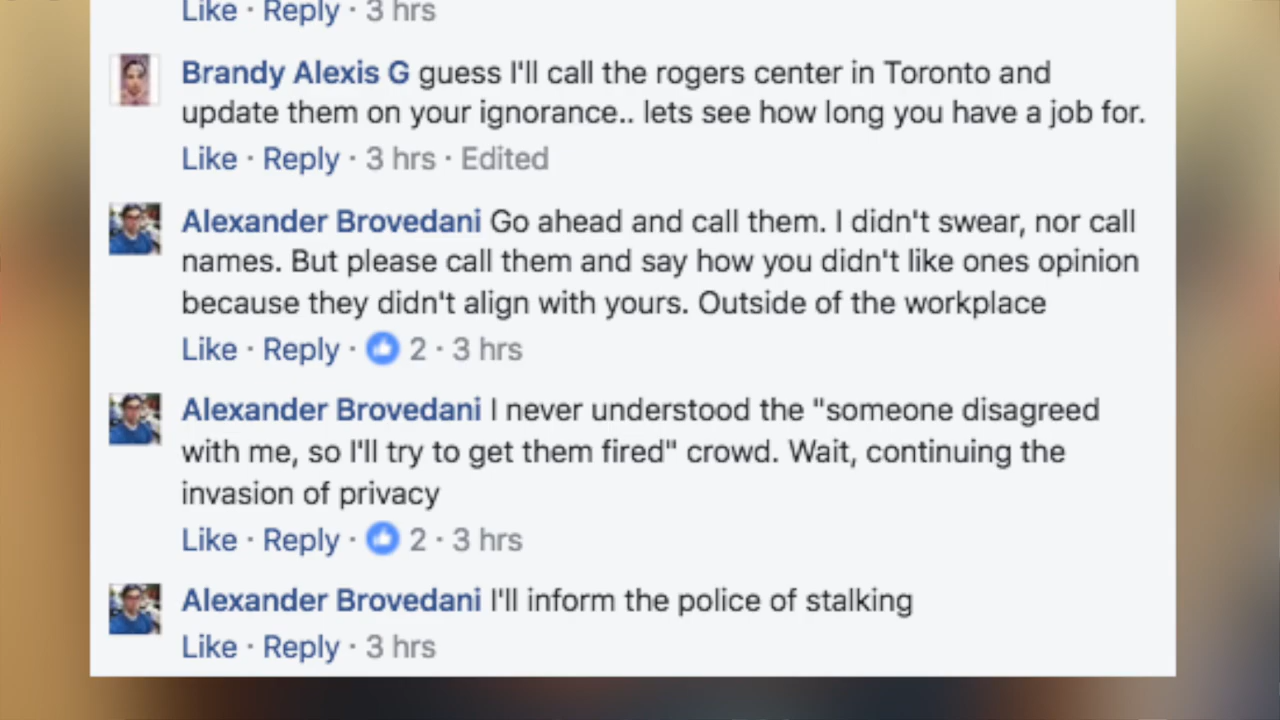 Like · Reply · 3 hrs
Brandy Alexis G guess I'll call the rogers center in Toronto and
update them on your ignorance.. lets see how long you have a job for.
Like · Reply · 3 hrs · Edited
Alexander Brovedani Go ahead and call them. I didn't swear, nor call
names. But please call them and say how you didn't like ones opinion
because they didn't align with yours. Outside of the workplace
Like · Reply · 2 · 3 hrs
Alexander Brovedani I never understood the "someone disagreed
with me, so I'll try to get them fired" crowd. Wait, continuing the
invasion of privacy
Like · Reply · 2 · 3 hrs
Alexander Brovedani I'll inform the police of stalking
Like · Reply · 3 hrs